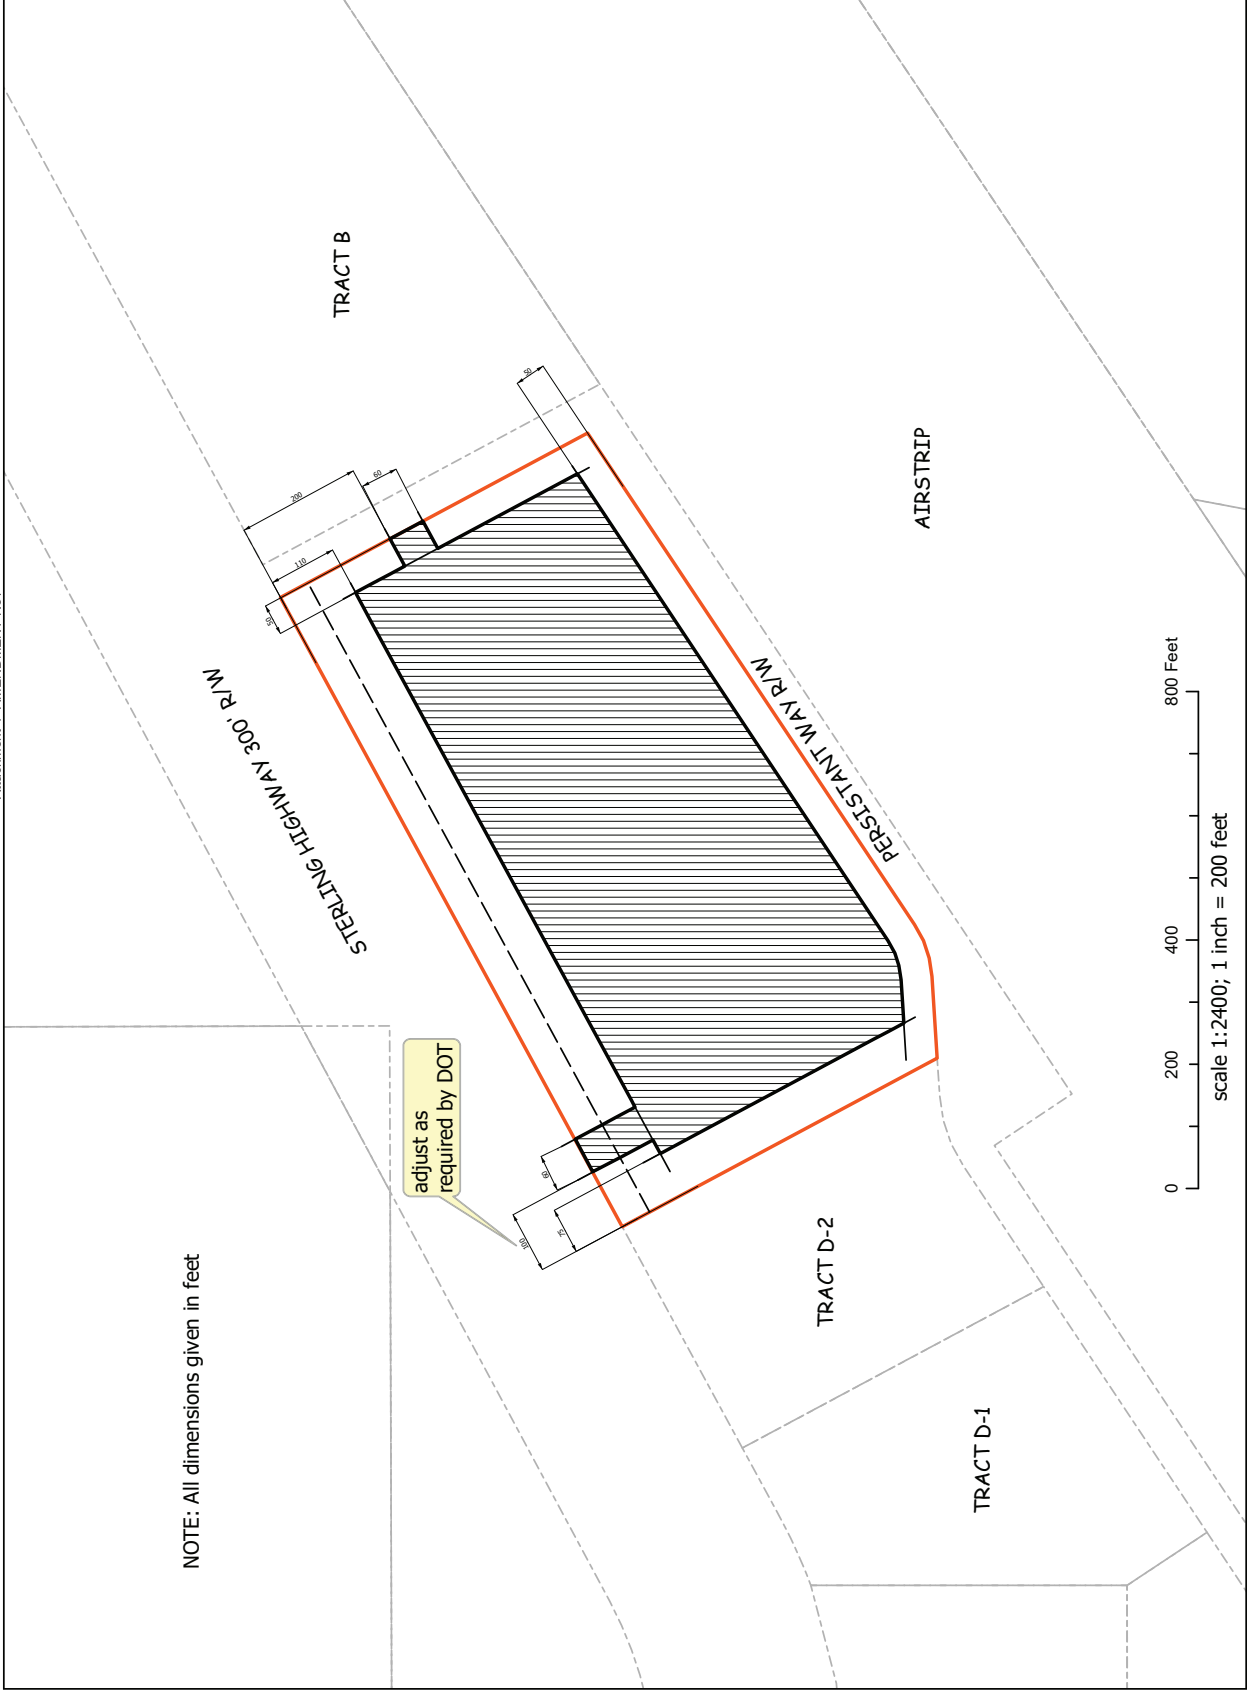 NOTE: All dimensions given in feet
adjust as
required by DOT
STERLING HIGHWAY 300' R/W
TRACT B
200
60
110
50
50
60
100
75
PERSISTANT WAY R/W
AIRSTRIP
TRACT D-2
TRACT D-1
0 200 400 800 Feet
scale 1:2400; 1 inch = 200 feet